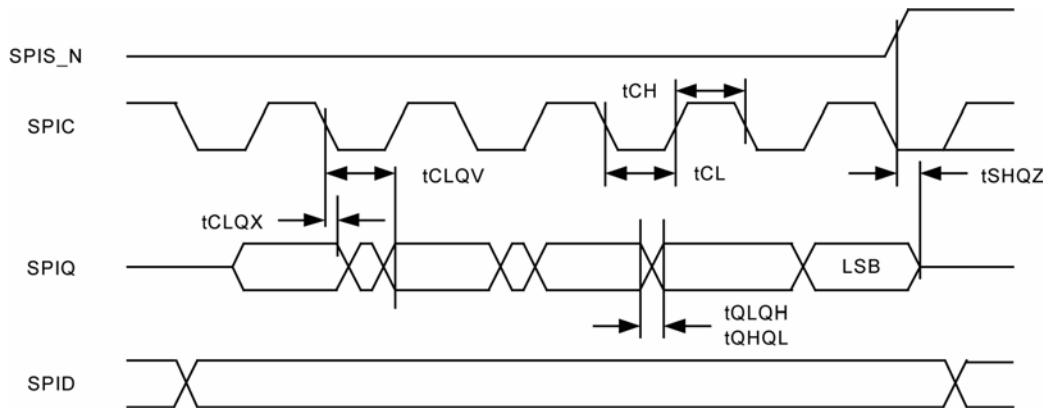 SPIS_N
tCH
SPIC
tCLQV
tCL
tSHQZ
tCLQX
SPIQ
LSB
tQLQH
tQHQL
SPID